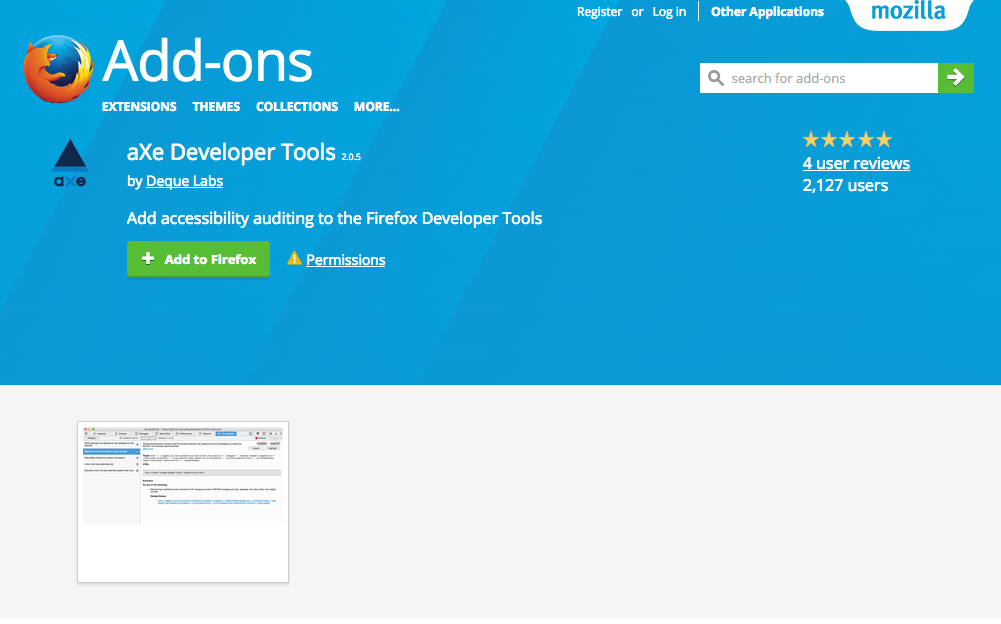 Register or Log in Other Applications mozilla
Add-ons
search for add-ons
EXTENSIONS THEMES COLLECTIONS MORE...
aXe Developer Tools 2.0.5
axe
by Deque Labs
4 user reviews
2,127 users
Add accessibility auditing to the Firefox Developer Tools
Add to Firefox Permissions